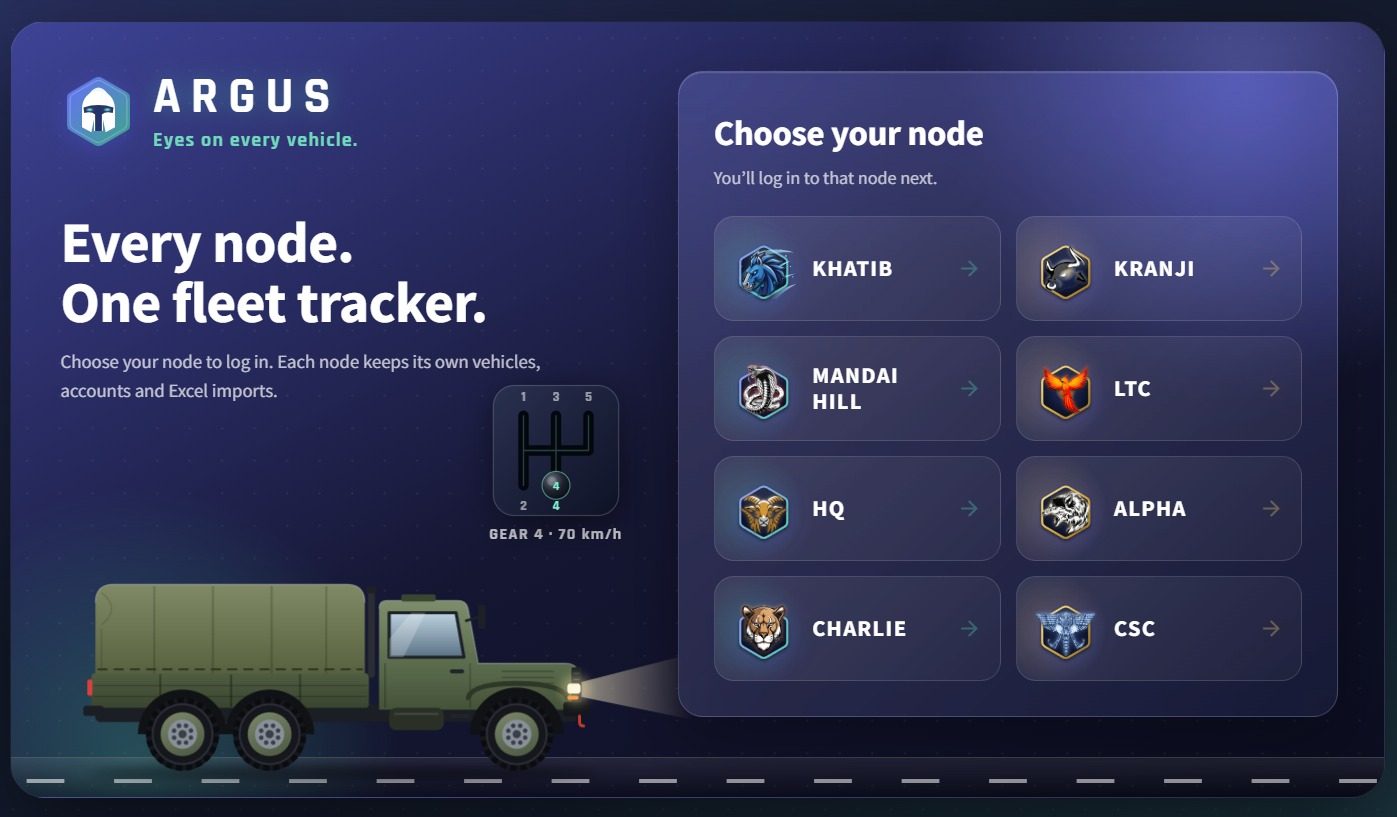 ARGUS
Eyes on every vehicle.
Every node.
One fleet tracker.
Choose your node to log in. Each node keeps its own vehicles,
accounts and Excel imports.
1 3 5
4
2 4
GEAR 4 · 70 km/h
Choose your node
You’ll log in to that node next.
KHATIB
KRANJI
MANDAI
HILL
LTC
HQ
ALPHA
CHARLIE
CSC